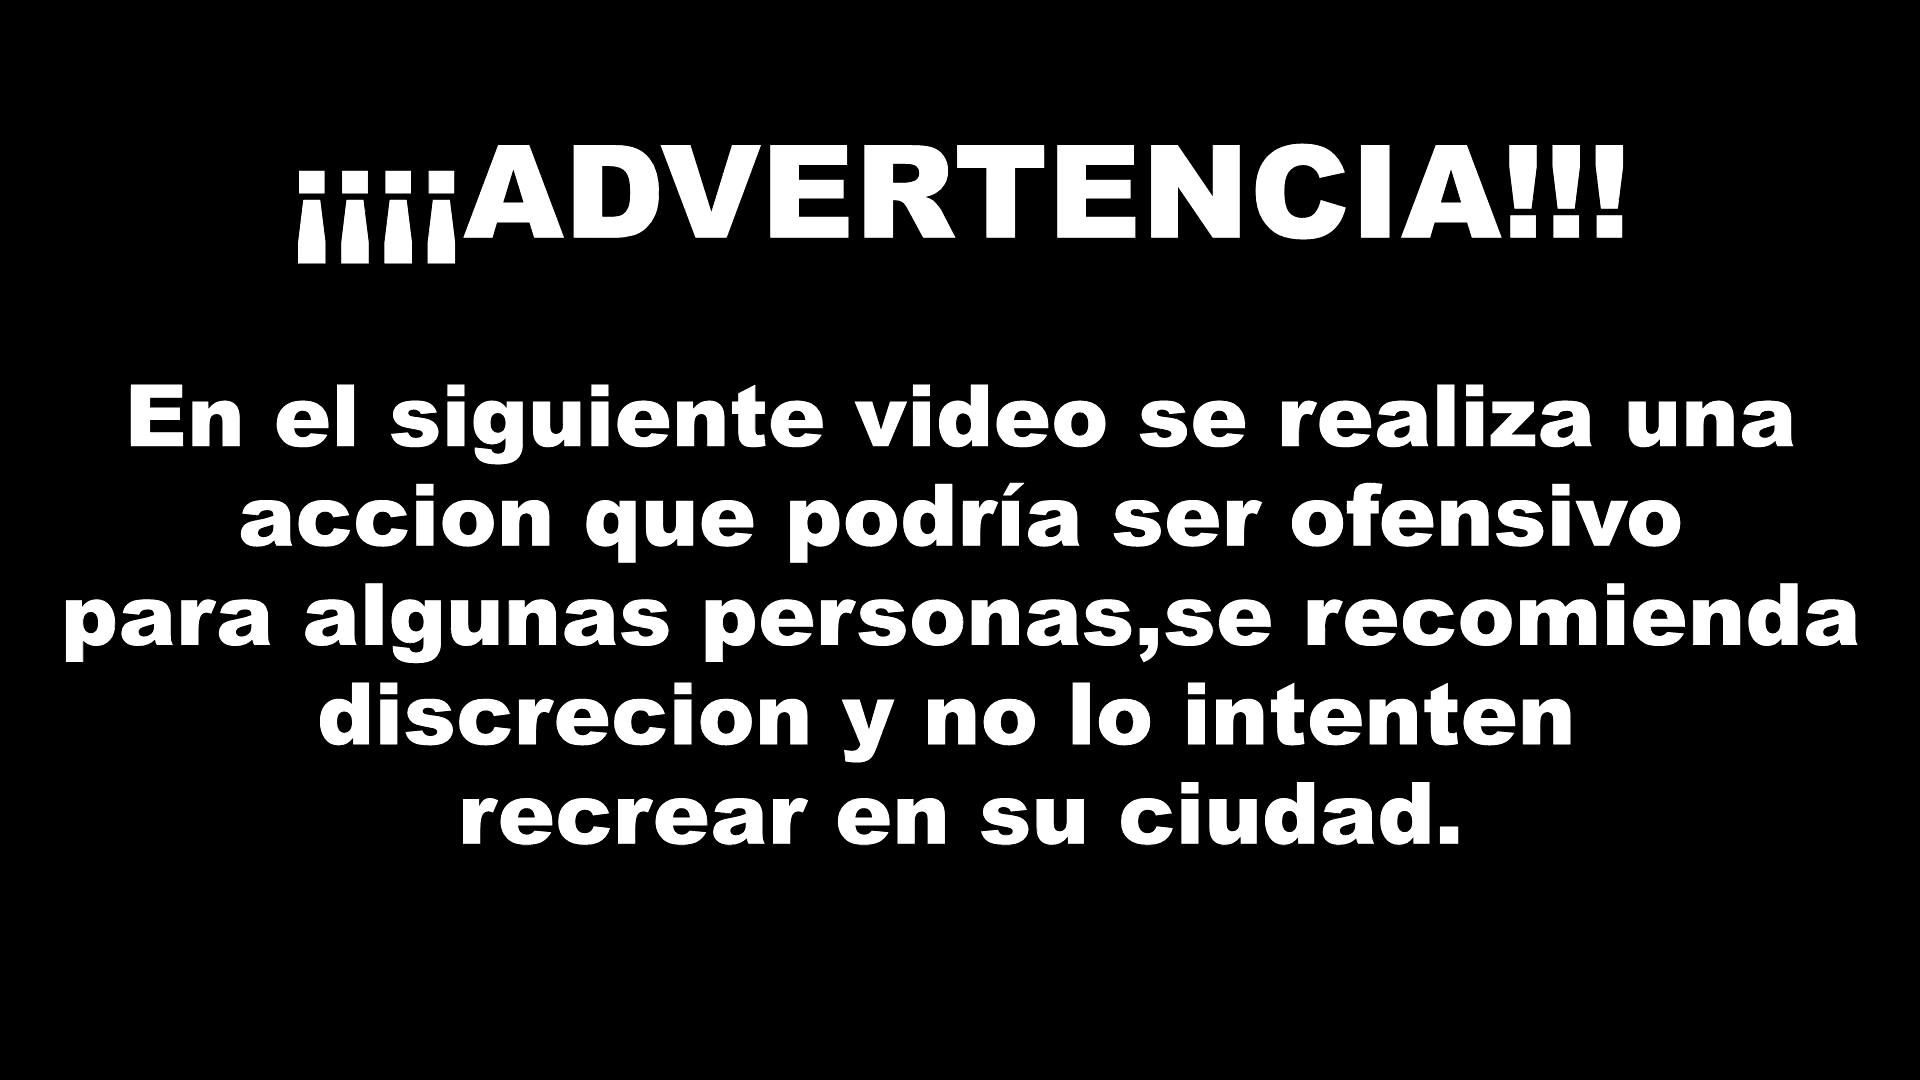 ¡¡¡¡ADVERTENCIA!!!
En el siguiente video se realiza una
accion que podría ser ofensivo
para algunas personas,se recomienda
discrecion y no lo intenten
recrear en su ciudad.